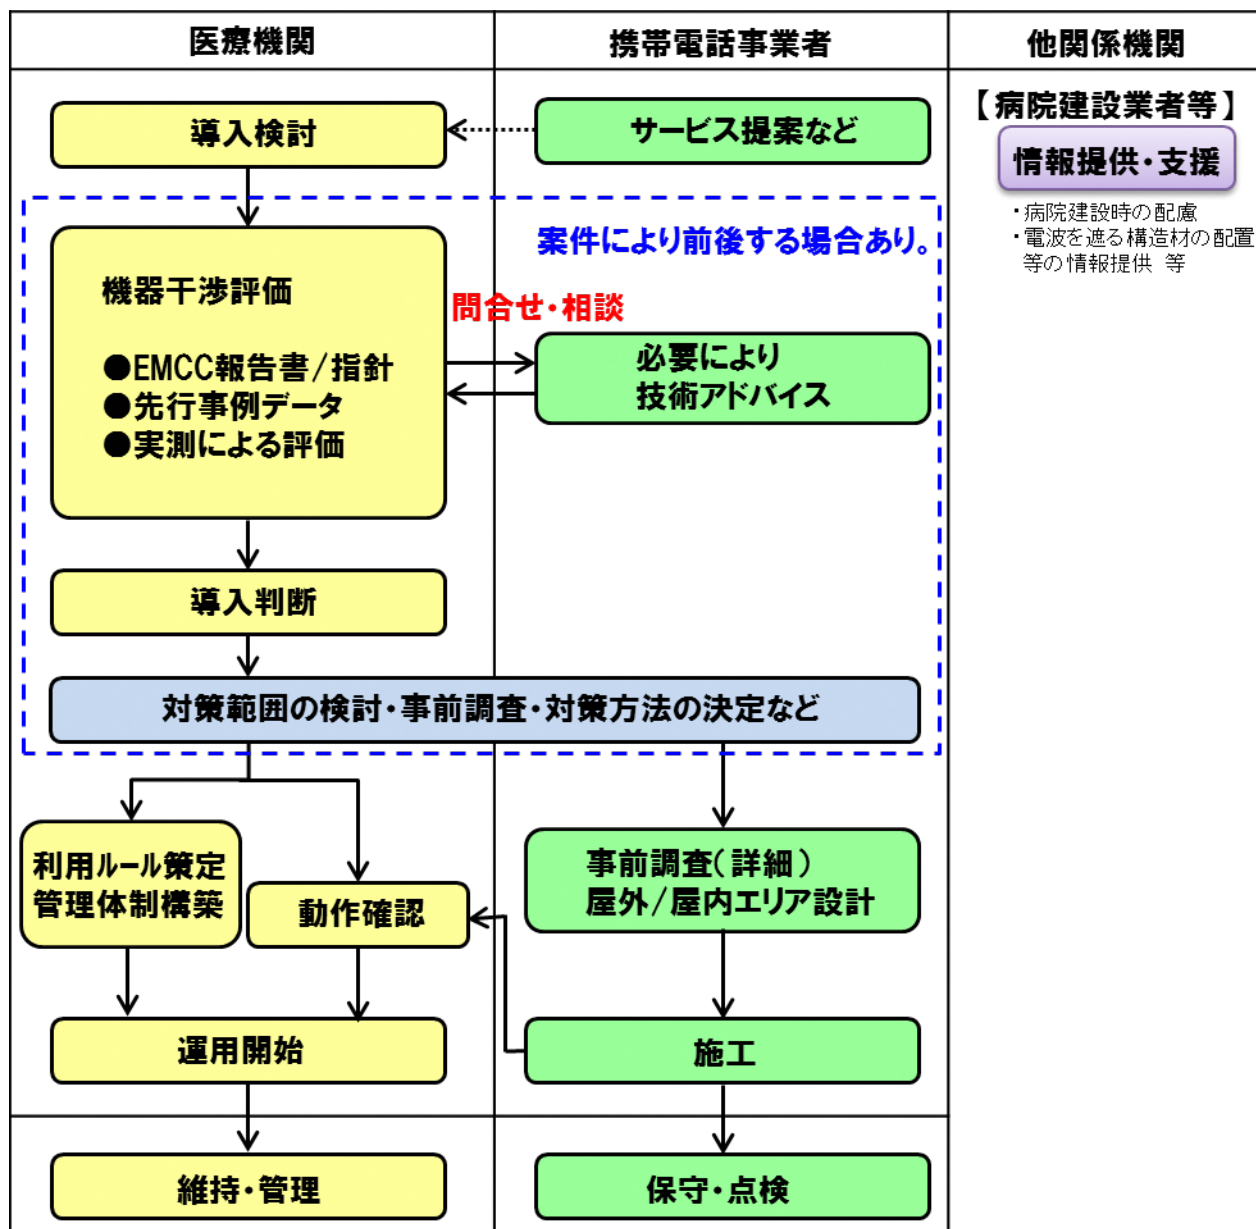 医療機関
携帯電話事業者
他関係機関
導入検討
サービス提案など
【病院建設業者等】
情報提供・支援
・病院建設時の配慮
・電波を遮る構造材の配置
等の情報提供 等
案件により前後する場合あり。
機器干渉評価
●EMCC報告書/指針
●先行事例データ
●実測による評価
問合せ・相談
必要により
技術アドバイス
導入判断
対策範囲の検討・事前調査・対策方法の決定など
利用ルール策定
管理体制構築
動作確認
事前調査(詳細)
屋外/屋内エリア設計
運用開始
施工
維持・管理
保守・点検